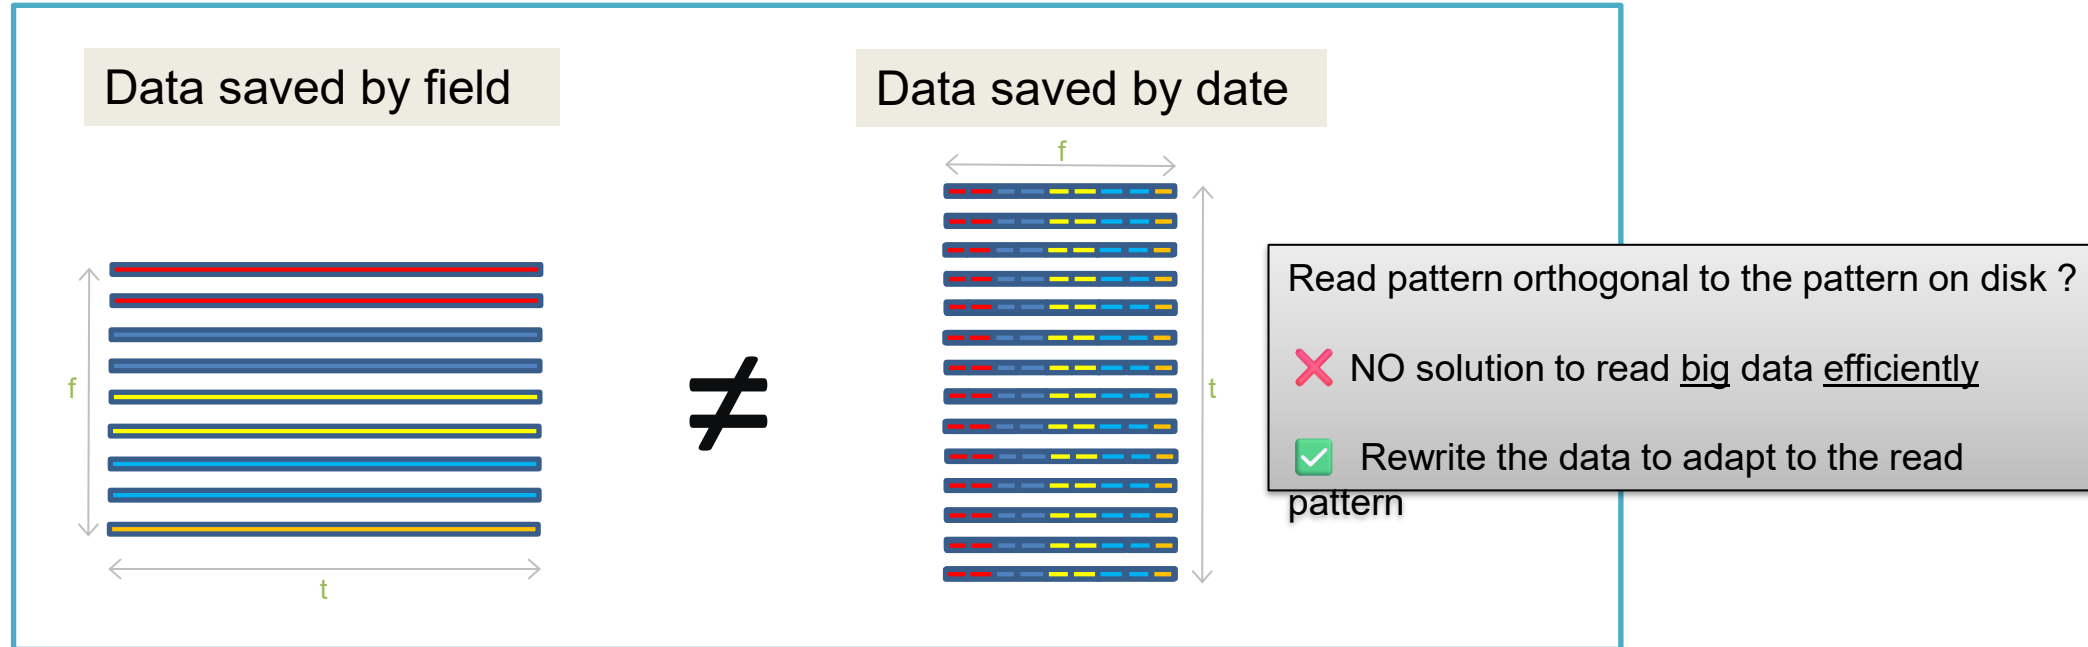 Data saved by field
Data saved by date
f
t
≠
f
t
Read pattern orthogonal to the pattern on disk ?
❌ NO solution to read big data efficiently
✅ Rewrite the data to adapt to the read
pattern